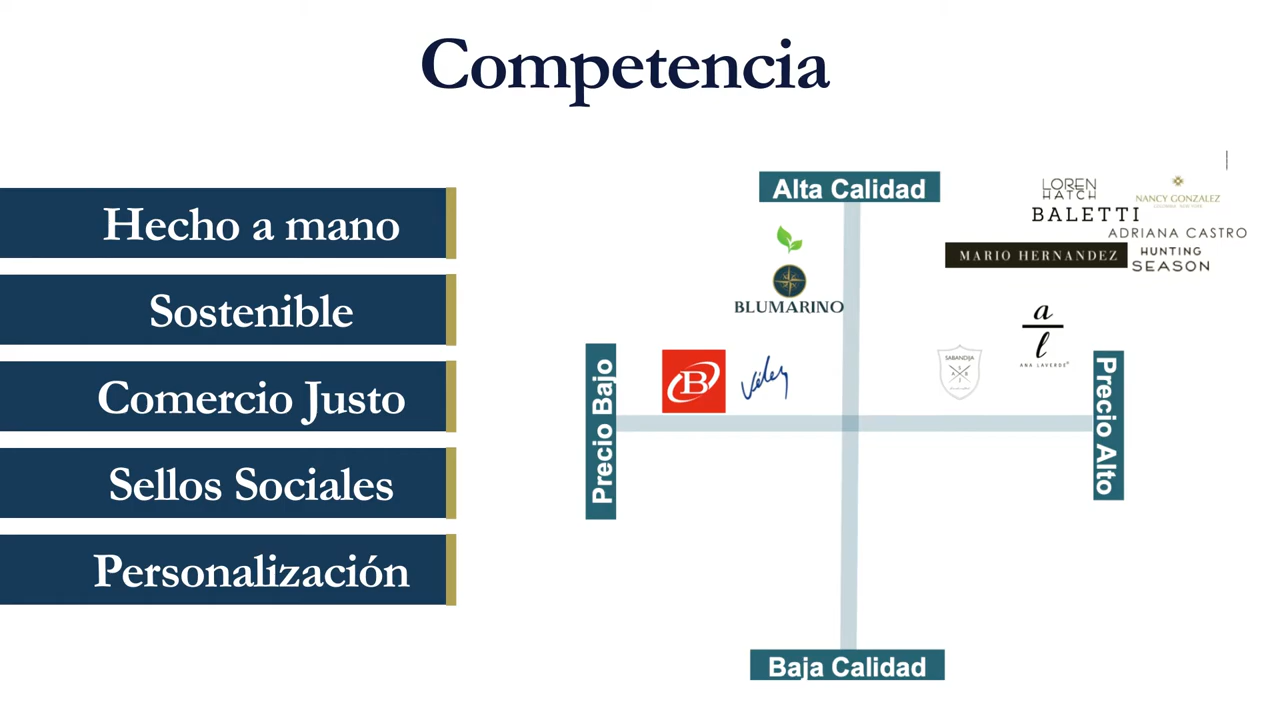 Competencia
Hecho a mano
Sostenible
Comercio Justo
Sellos Sociales
Personalización
Alta Calidad
LOREN
HATCH
NANCY GONZALEZ
BALETTI
ADRIANA CASTRO
MARIO HERNANDEZ
HUNTING
SEASON
BLUMARINO
a
l
ANA LAVERDE
SABANDIJA
B
Vélez
Precio Bajo
Precio Alto
Baja Calidad